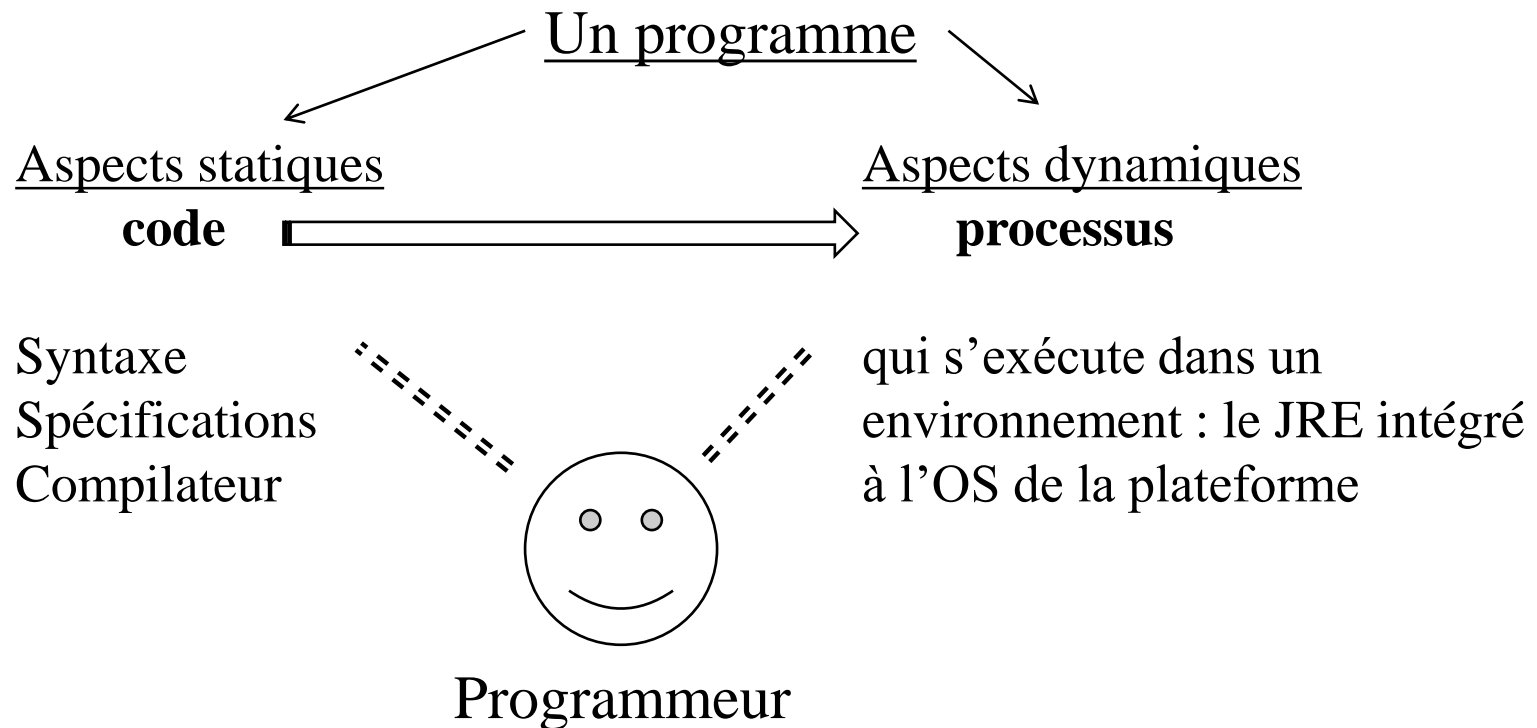 Un programme
Aspects statiques
code
Aspects dynamiques
processus
Syntaxe
Spécifications
Compilateur
qui s’exécute dans un
environnement : le JRE intégré
à l’OS de la plateforme
Programmeur